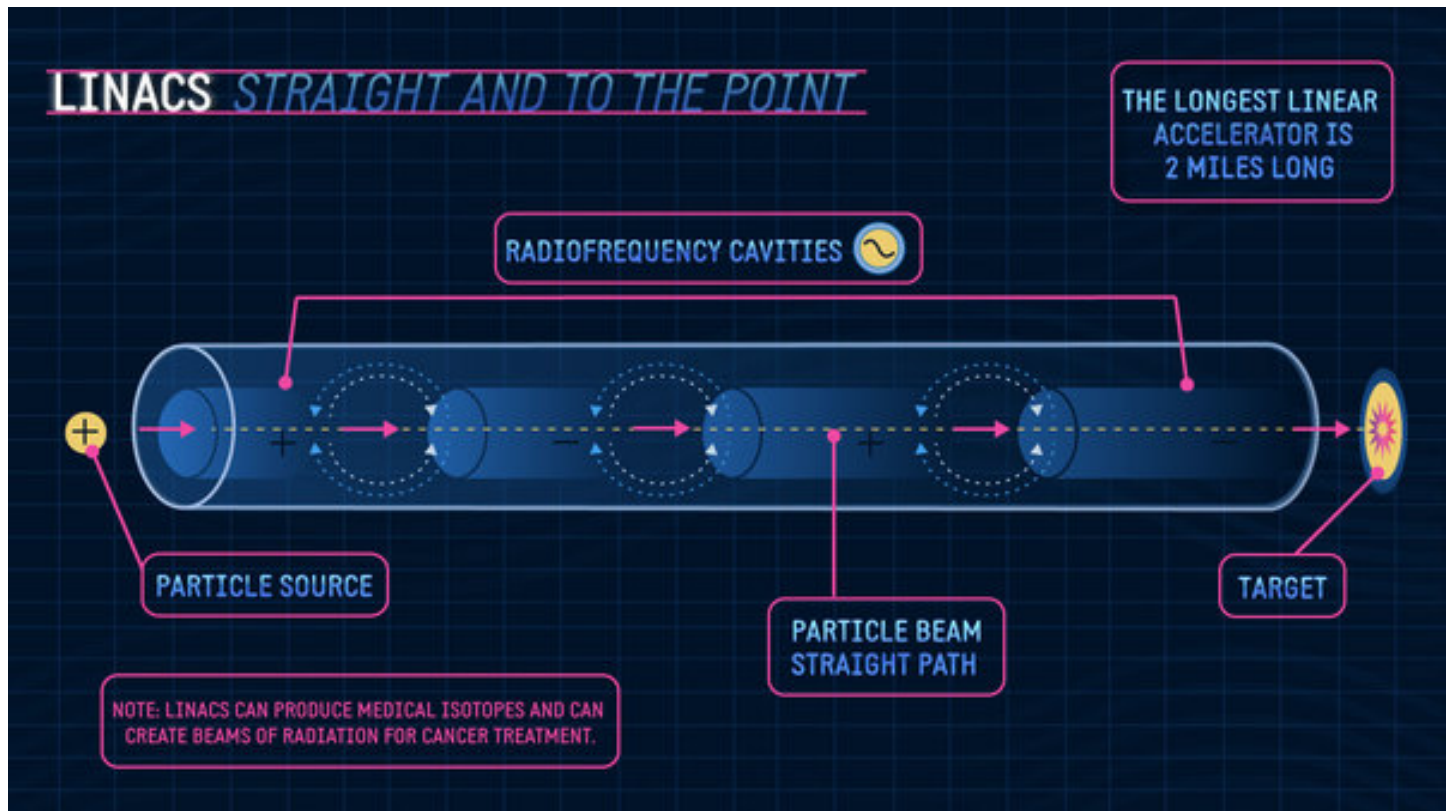 LINACS STRAIGHT AND TO THE POINT
THE LONGEST LINEAR
ACCELERATOR IS
2 MILES LONG
RADIOFREQUENCY CAVITIES
+
+
−
+
−
PARTICLE SOURCE
TARGET
PARTICLE BEAM
STRAIGHT PATH
NOTE: LINACS CAN PRODUCE MEDICAL ISOTOPES AND CAN
CREATE BEAMS OF RADIATION FOR CANCER TREATMENT.